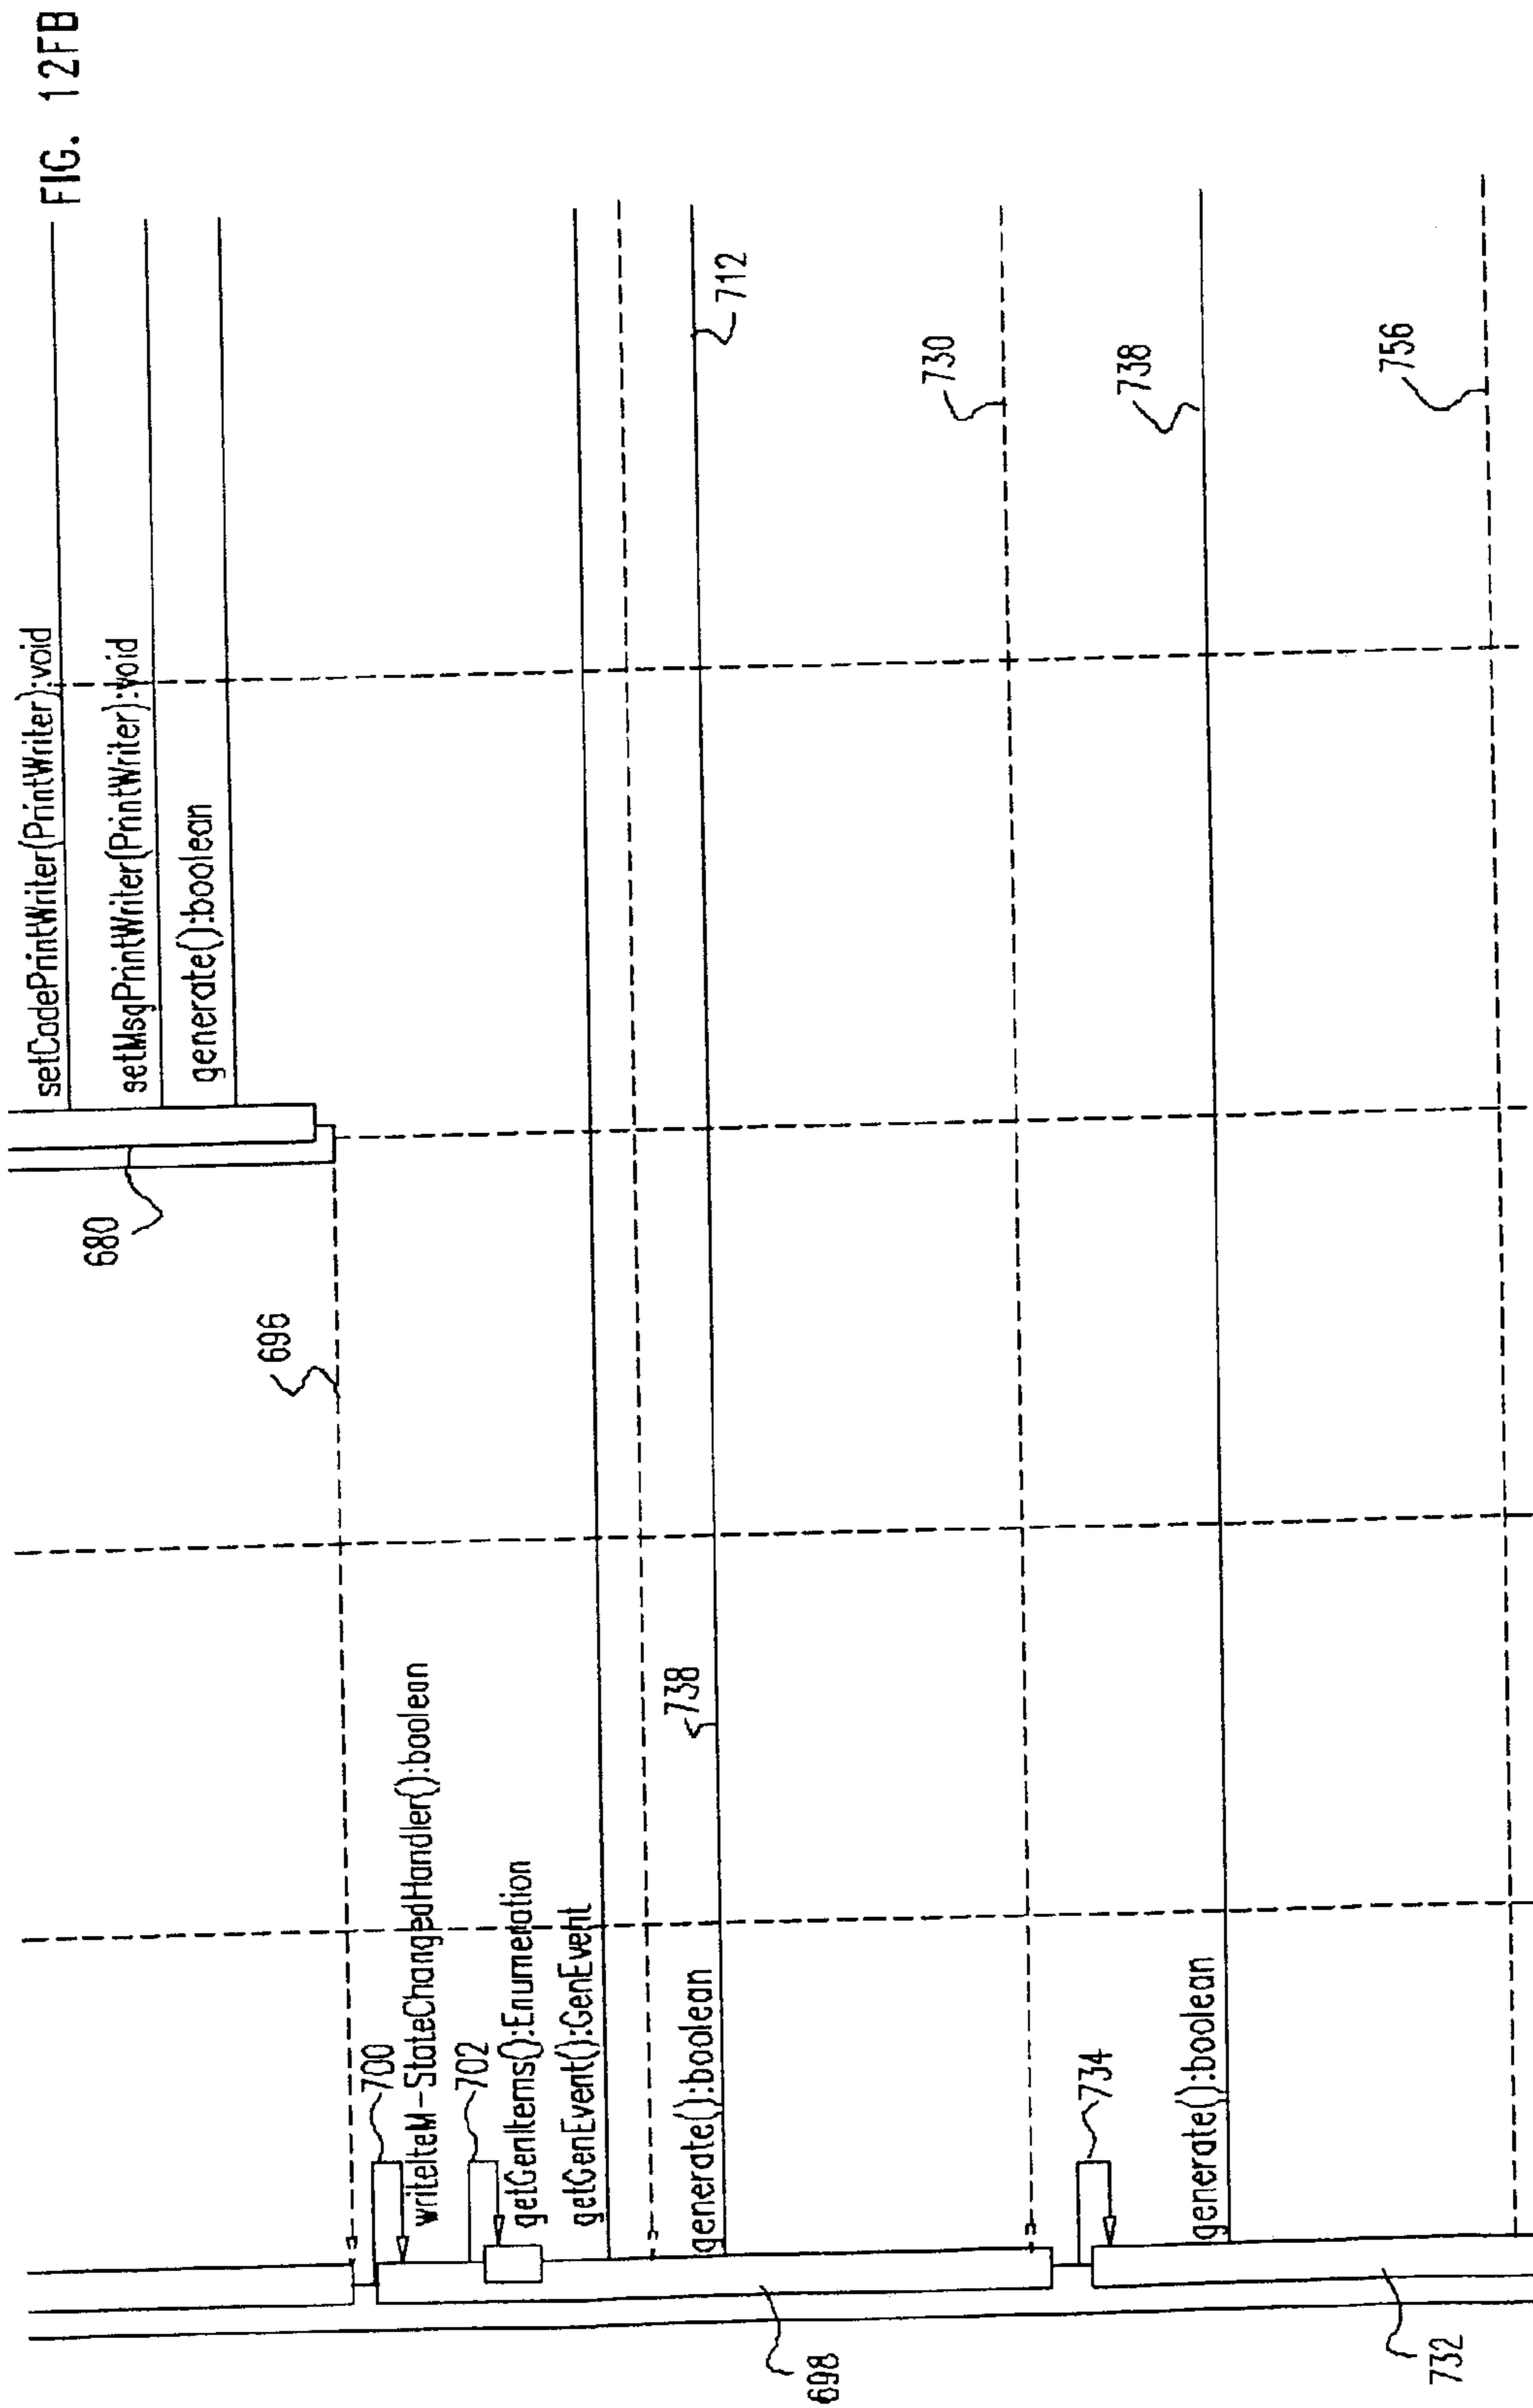 FIG. 12FB
setCodePrintWriter(PrintWriter):void
setMsgPrintWriter(PrintWriter):void
generate():boolean
680
696
700
writeIteM-StateChangedHandler():boolean
702
getGenItems():Enumeration
getGenEvent():GenEvent
738
712
generate():boolean
698
730
734
738
generate():boolean
732
756